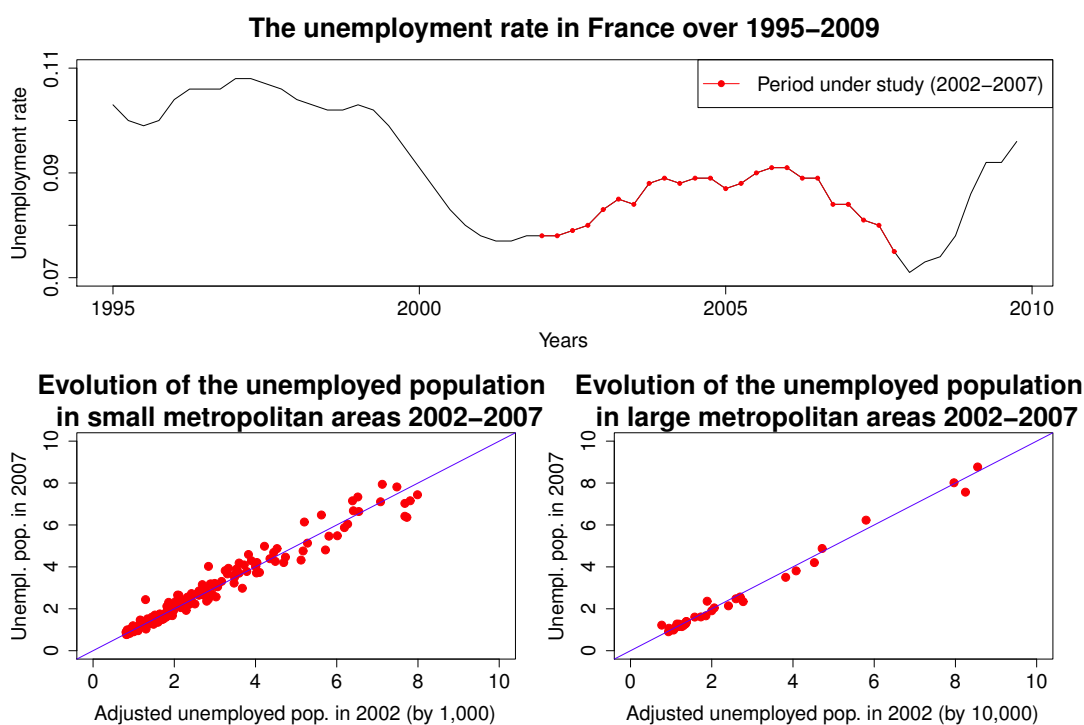 The unemployment rate in France over 1995−2009
Unemployment rate
0.11
0.09
0.07
Period under study (2002−2007)
1995
2000
2005
2010
Years
Evolution of the unemployed population
in small metropolitan areas 2002−2007
Unempl. pop. in 2007
10
8
6
4
2
0
0
2
4
6
8
10
Adjusted unemployed pop. in 2002 (by 1,000)
Evolution of the unemployed population
in large metropolitan areas 2002−2007
Unempl. pop. in 2007
10
8
6
4
2
0
0
2
4
6
8
10
Adjusted unemployed pop. in 2002 (by 10,000)